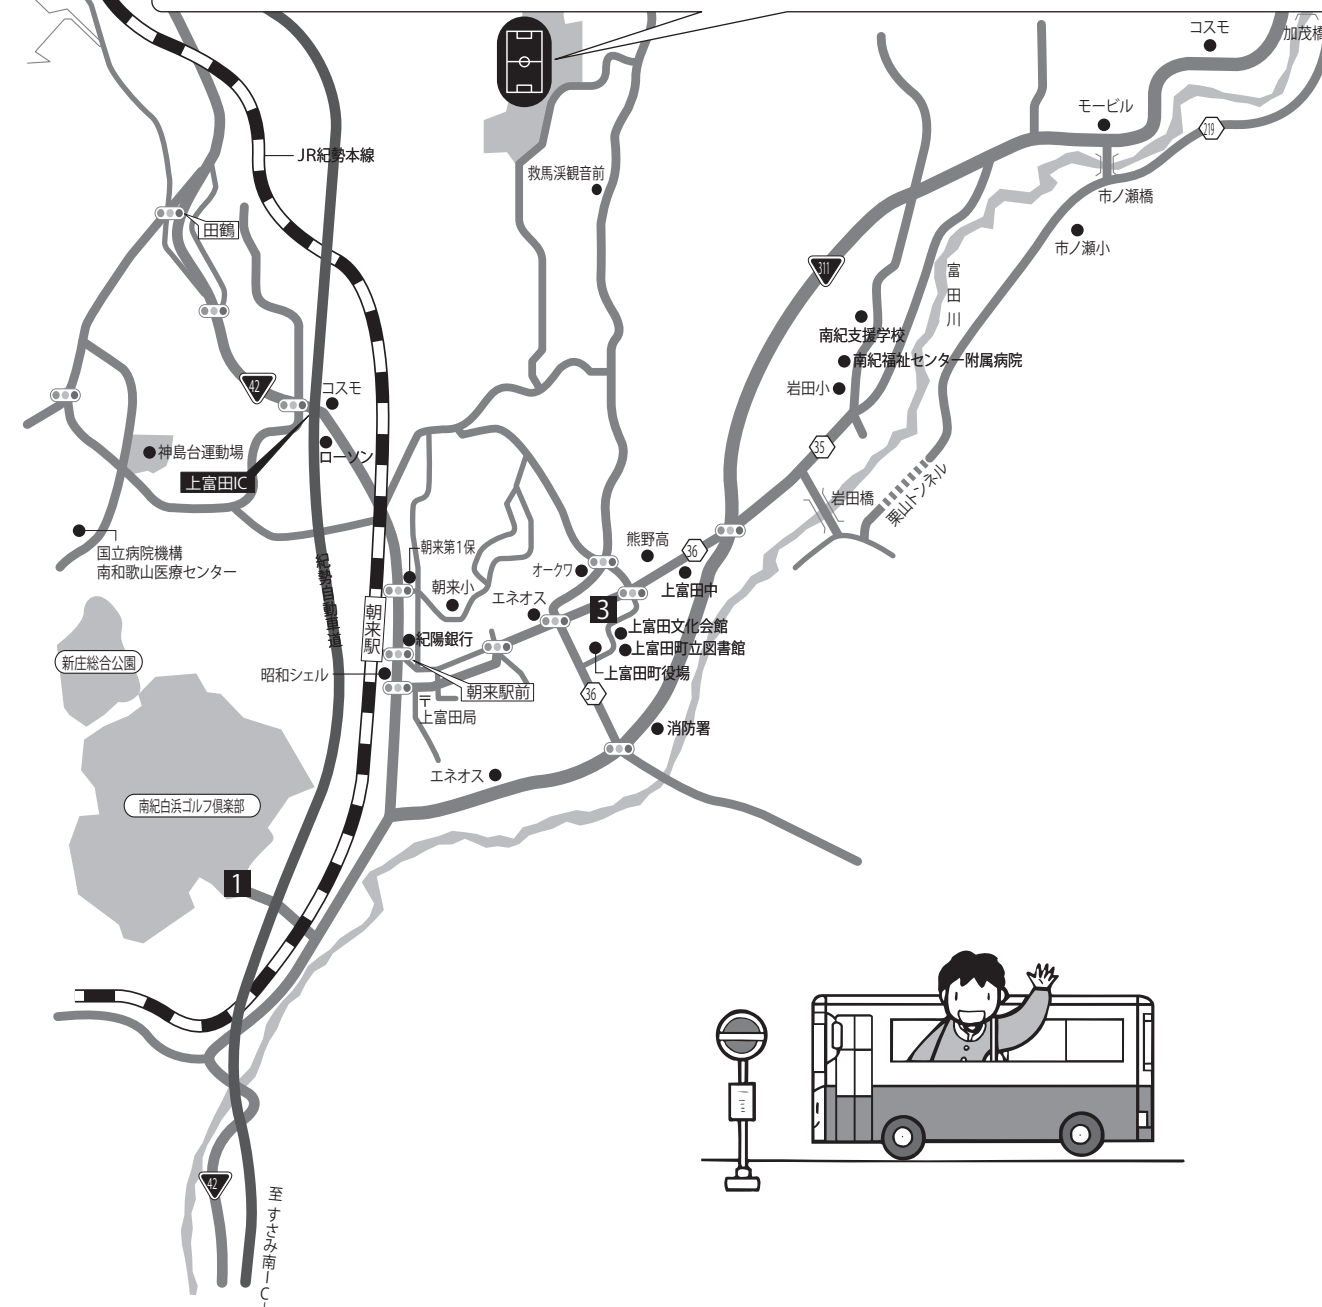 コスモ
加茂橋
モービル
219
JR紀勢本線
救馬渓観音前
市ノ瀬橋
田鶴
市ノ瀬小
311
富田川
南紀支援学校
南紀福祉センター附属病院
岩田小
42
コスモ
神島台運動場
ローソン
35
上富田IC
岩田橋
栗山トンネル
国立病院機構
南和歌山医療センター
紀勢自動車道
朝来第1保
熊野高
36
オークワ
朝来小
エネオス
上富田中
3
朝来駅
紀陽銀行
上富田文化会館
上富田町立図書館
新庄総合公園
昭和シェル
上富田町役場
朝来駅前
36
〒
上富田局
消防署
エネオス
南紀白浜ゴルフ倶楽部
1
42
至 すさみ南IC